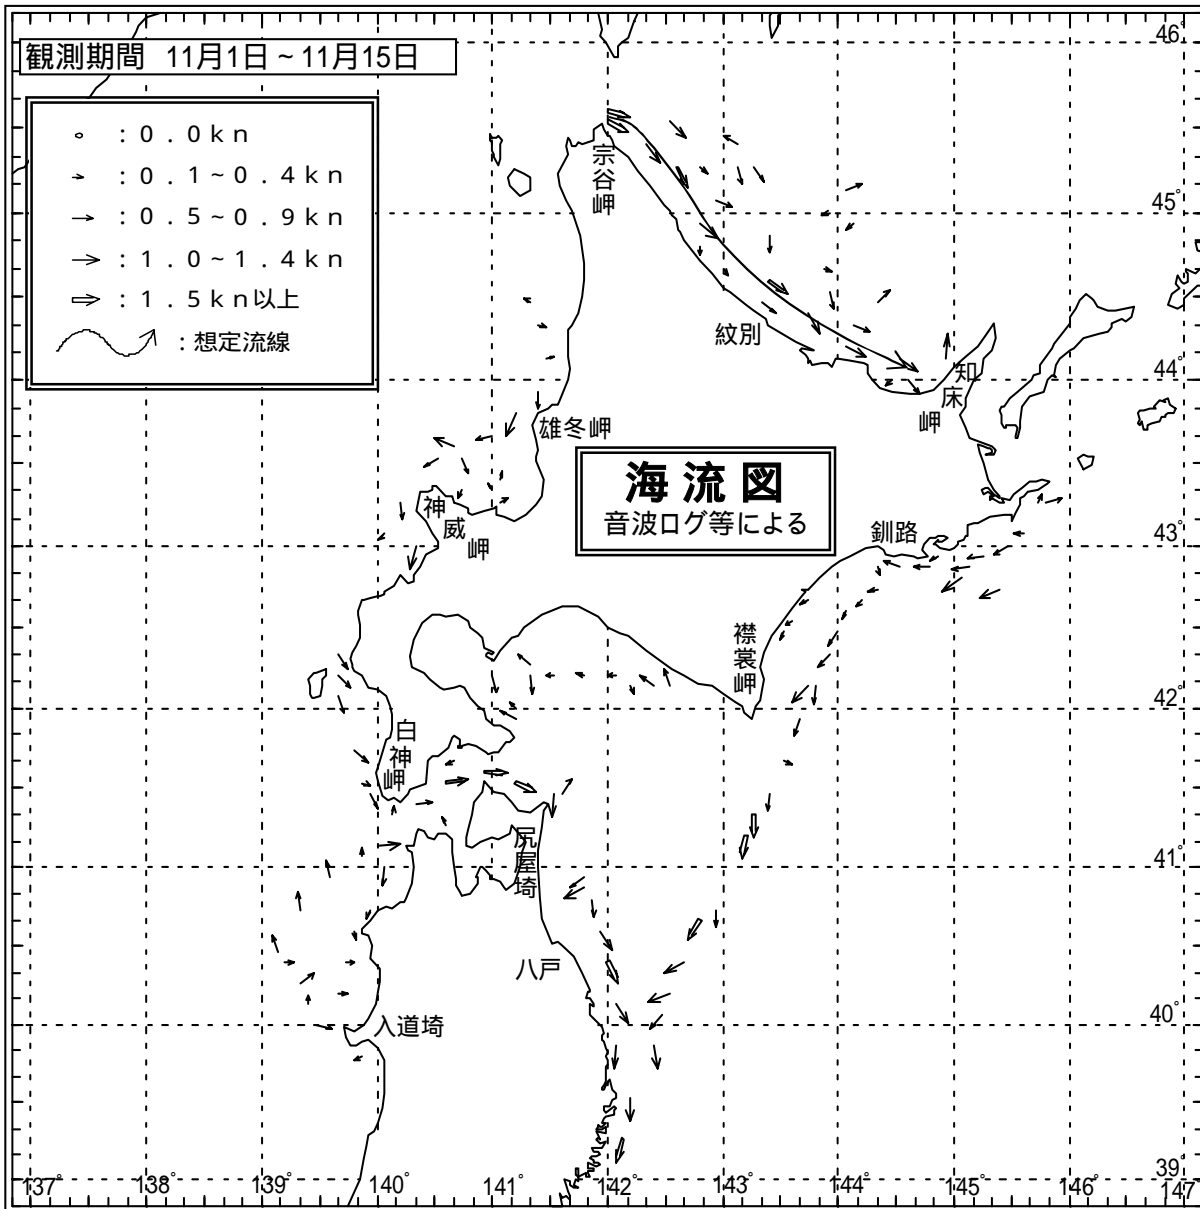 観測期間 11月1日～11月15日
：０．０ｋｎ
：０．１～０．４ｋｎ
：０．５～０．９ｋｎ
：１．０～１．４ｋｎ
：１．５ｋｎ以上
：想定流線
海流図
音波ログ等による
宗谷岬
紋別
知床岬
雄冬岬
神威岬
釧路
襟裳岬
白神岬
尻屋埼
八戸
入道埼
46°
45°
44°
43°
42°
41°
40°
39°
137° 138° 139° 140° 141° 142° 143° 144° 145° 146° 147